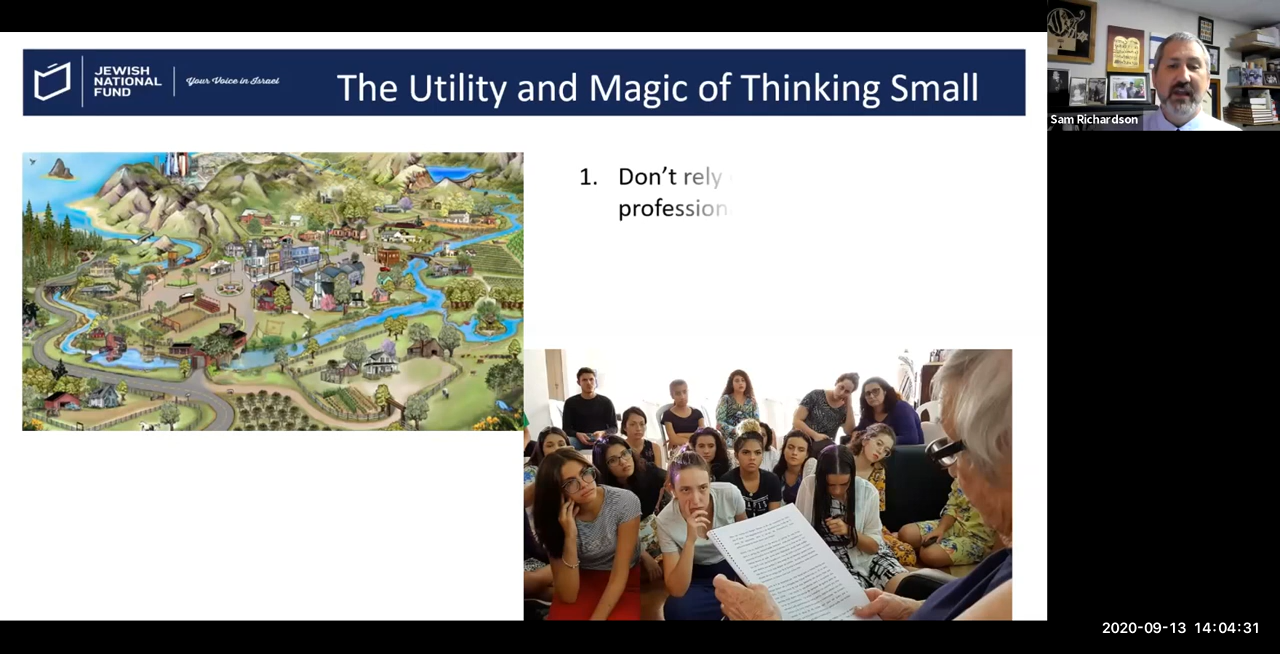 JEWISH
NATIONAL
FUND
Your Voice in Israel
The Utility and Magic of Thinking Small
1. Don’t rely
profession
Sam Richardson
2020-09-13 14:04:31